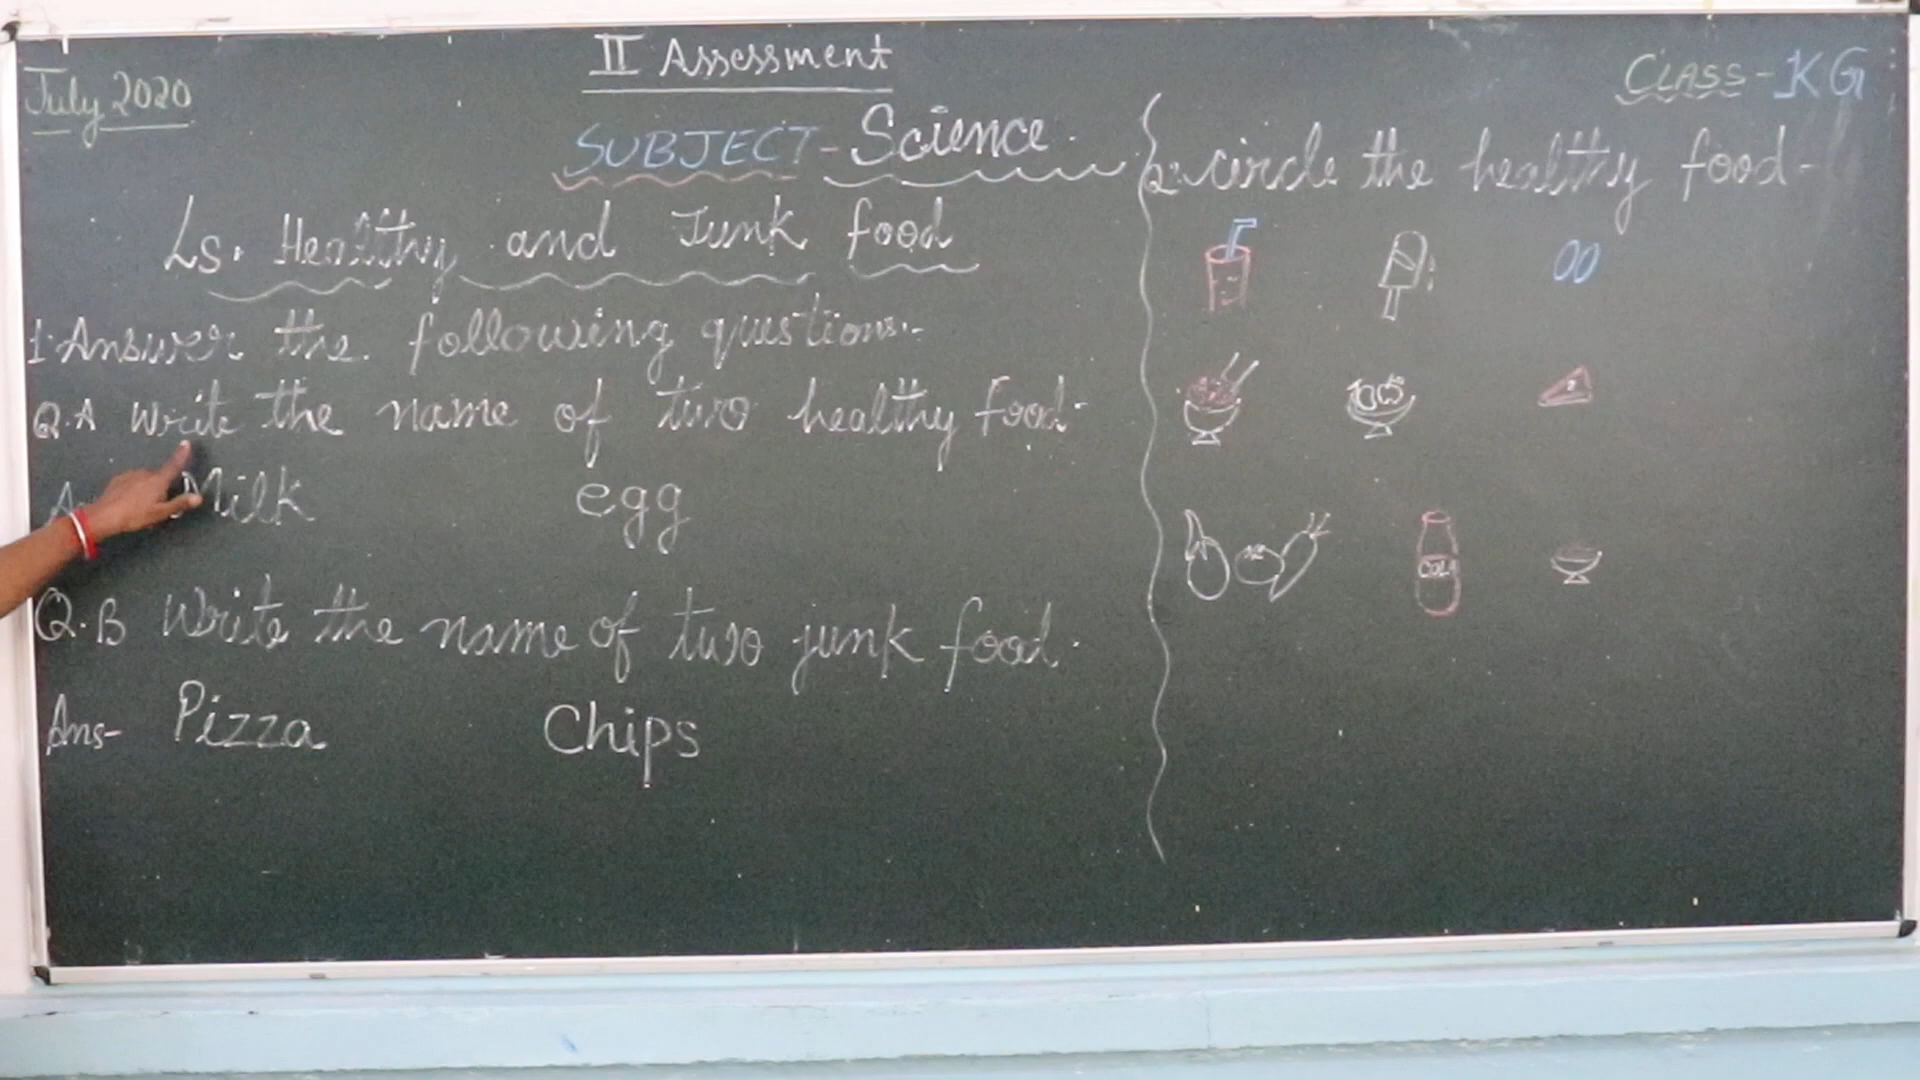 July 2020
II Assessment
CLASS - KG
SUBJECT - Science
Ls. Healthy and Junk food
1. Answer the following questions:-
Q.A Write the name of two healthy food.
Milk egg
Q.B Write the name of two junk food.
Ans- Pizza Chips
2. circle the healthy food-
COLA